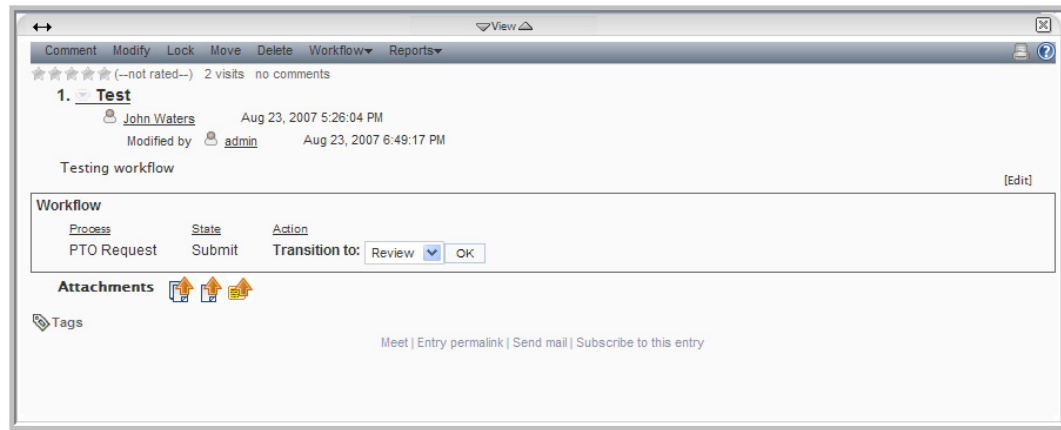 View
Comment Modify Lock Move Delete Workflow Reports
(--not rated--) 2 visits no comments
1. Test
John Waters Aug 23, 2007 5:26:04 PM
Modified by admin Aug 23, 2007 6:49:17 PM
Testing workflow
[Edit]
Workflow
Process State Action
PTO Request Submit Transition to: Review OK
Attachments
Tags
Meet | Entry permalink | Send mail | Subscribe to this entry